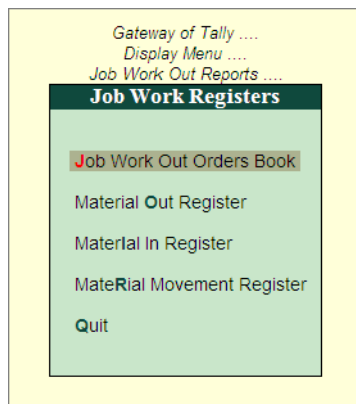 Gateway of Tally ....
Display Menu ....
Job Work Out Reports ....
Job Work Registers
Job Work Out Orders Book
Material Out Register
MaterIal In Register
MateRial Movement Register
Quit